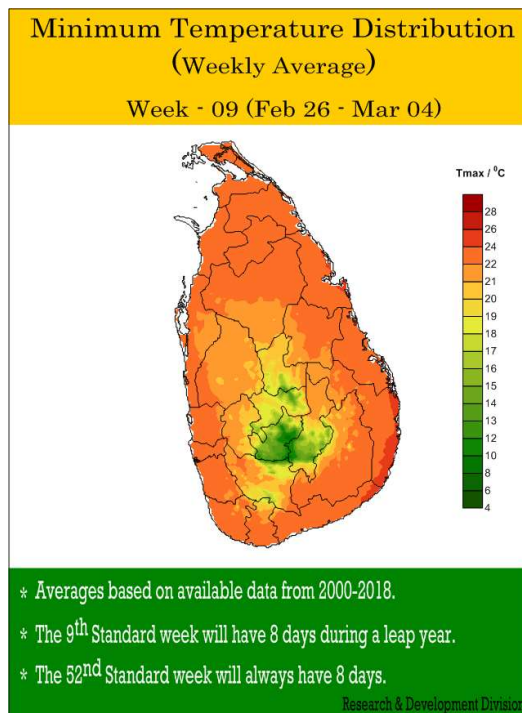 Minimum Temperature Distribution
(Weekly Average)
Week - 09 (Feb 26 - Mar 04)
Tmax / ⁰C
28
26
24
22
21
20
19
18
17
16
15
14
13
12
10
8
6
4
* Averages based on available data from 2000-2018.
* The 9th Standard week will have 8 days during a leap year.
* The 52nd Standard week will always have 8 days.
Research & Development Division